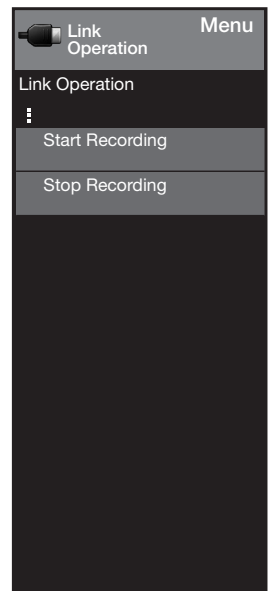 Link
Operation
Menu
Link Operation
Start Recording
Stop Recording